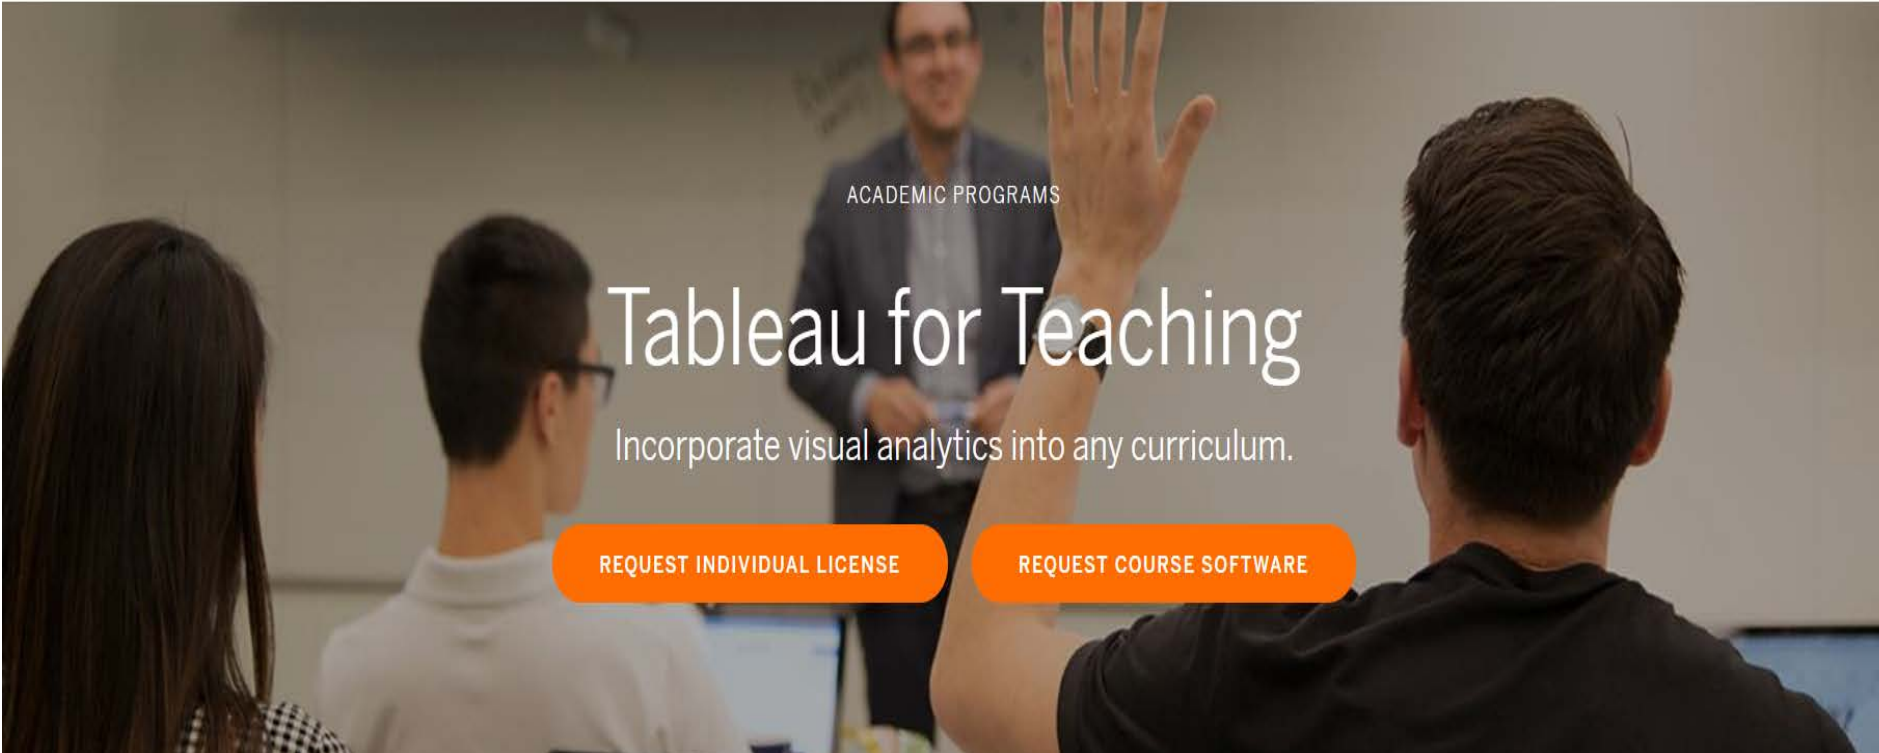 ACADEMIC PROGRAMS
Tableau for Teaching
Incorporate visual analytics into any curriculum.
REQUEST INDIVIDUAL LICENSE
REQUEST COURSE SOFTWARE